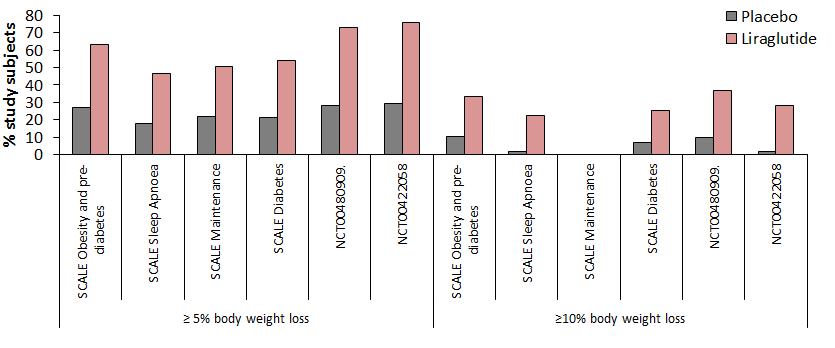 80
70
60
50
40
30
20
10
0
% study subjects
Placebo
Liraglutide
SCALE Obesity and pre-
diabetes
SCALE Sleep Apnoea
SCALE Maintenance
SCALE Diabetes
NCT00480909.
NCT00422058
SCALE Obesity and pre-
diabetes
SCALE Sleep Apnoea
SCALE Maintenance
SCALE Diabetes
NCT00480909.
NCT00422058
≥ 5% body weight loss
≥10% body weight loss